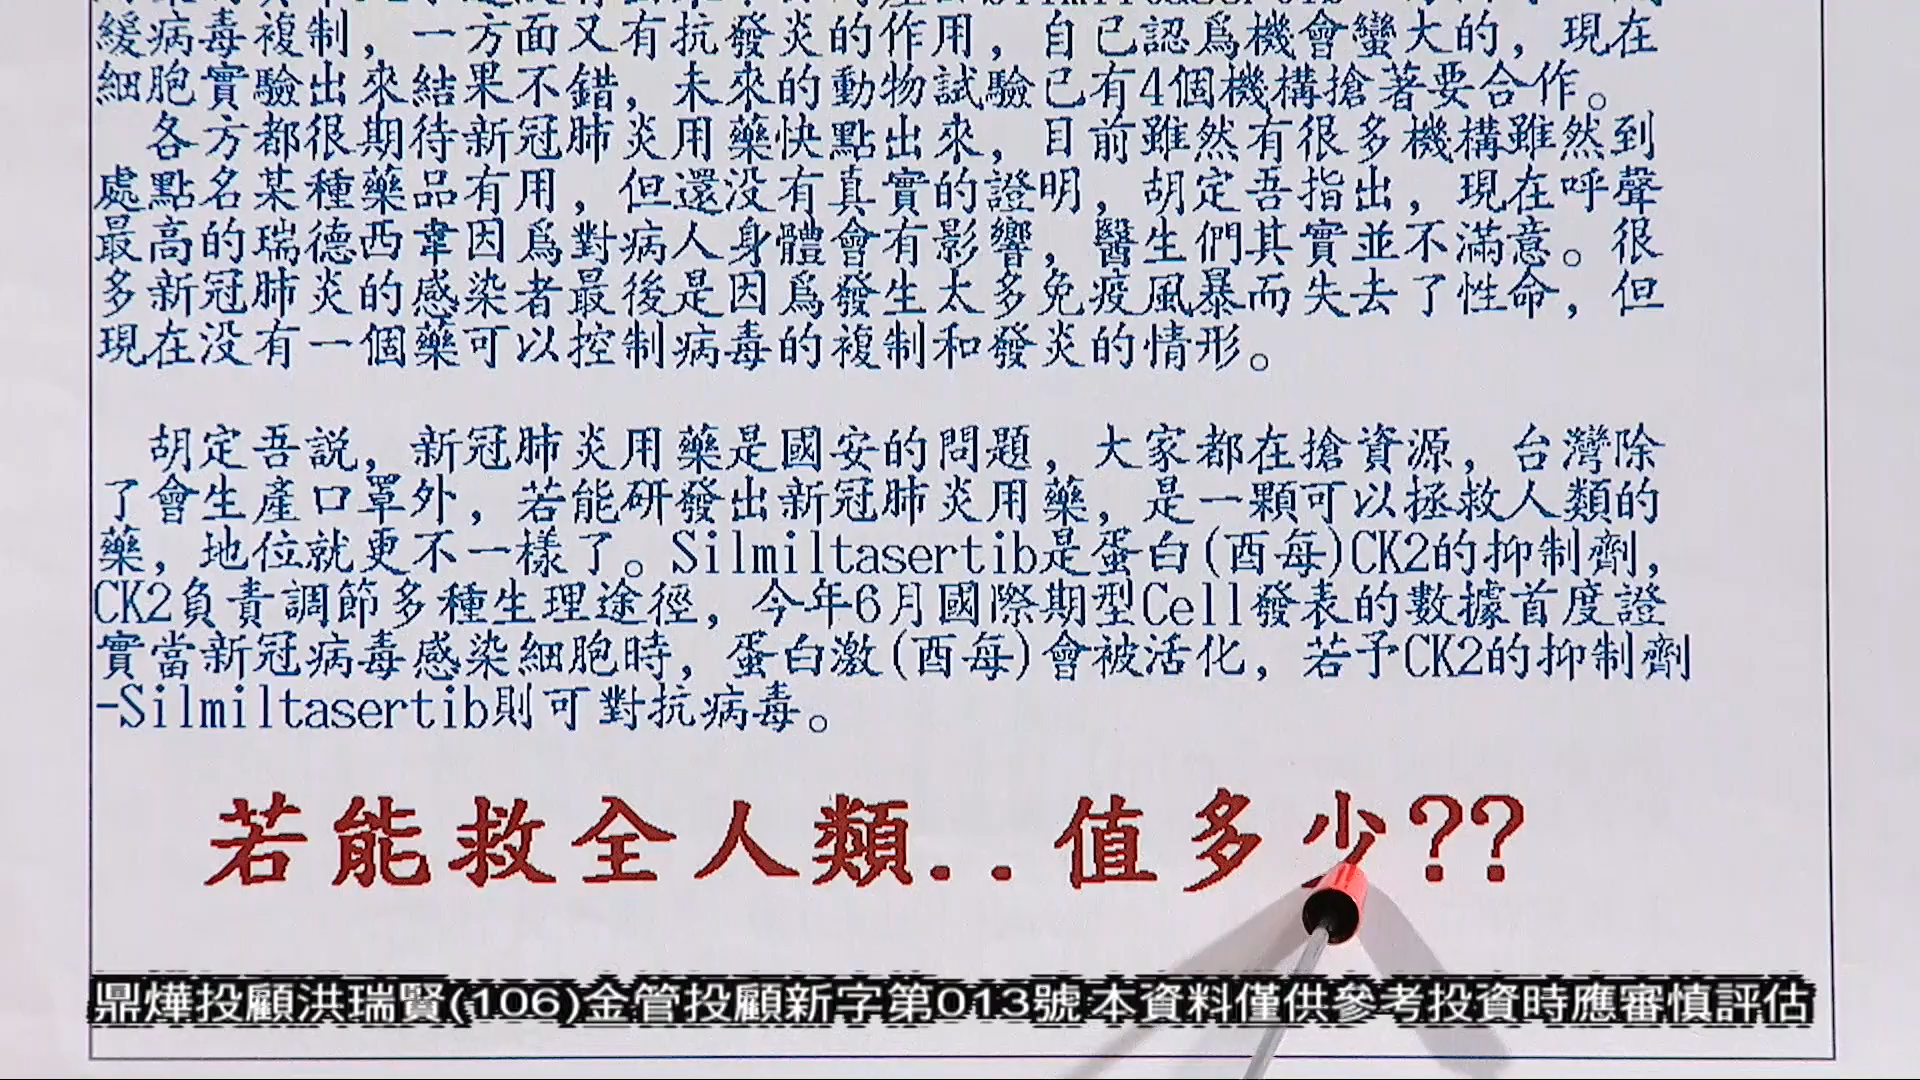 緩病毒複制，一方面又有抗發炎的作用，自己認爲機會蠻大的，現在
細胞實驗出來結果不錯，未來的動物試驗已有4個機構搶著要合作。
各方都很期待新冠肺炎用藥快點出來，目前雖然有很多機構雖然到
處點名某種藥品有用，但還没有真實的證明，胡定吾指出，現在呼聲
最高的瑞德西韋因爲對病人身體會有影響，醫生們其實並不滿意。很
多新冠肺炎的感染者最後是因爲發生太多免疫風暴而失去了性命，但
現在没有一個藥可以控制病毒的複制和發炎的情形。
胡定吾説，新冠肺炎用藥是國安的問題，大家都在搶資源，台灣除
了會生產口罩外，若能研發出新冠肺炎用藥，是一顆可以拯救人類的
藥，地位就更不一樣了。Silmiltasertib是蛋白(酉每)CK2的抑制劑，
CK2負責調節多種生理途徑，今年6月國際期型Cell發表的數據首度證
實當新冠病毒感染細胞時，蛋白激(酉每)會被活化，若予CK2的抑制劑
-Silmiltasertib則可對抗病毒。
若能救全人類..值多少??
鼎燁投顧洪瑞賢(106)金管投顧新字第013號 本資料僅供參考投資時應審慎評估